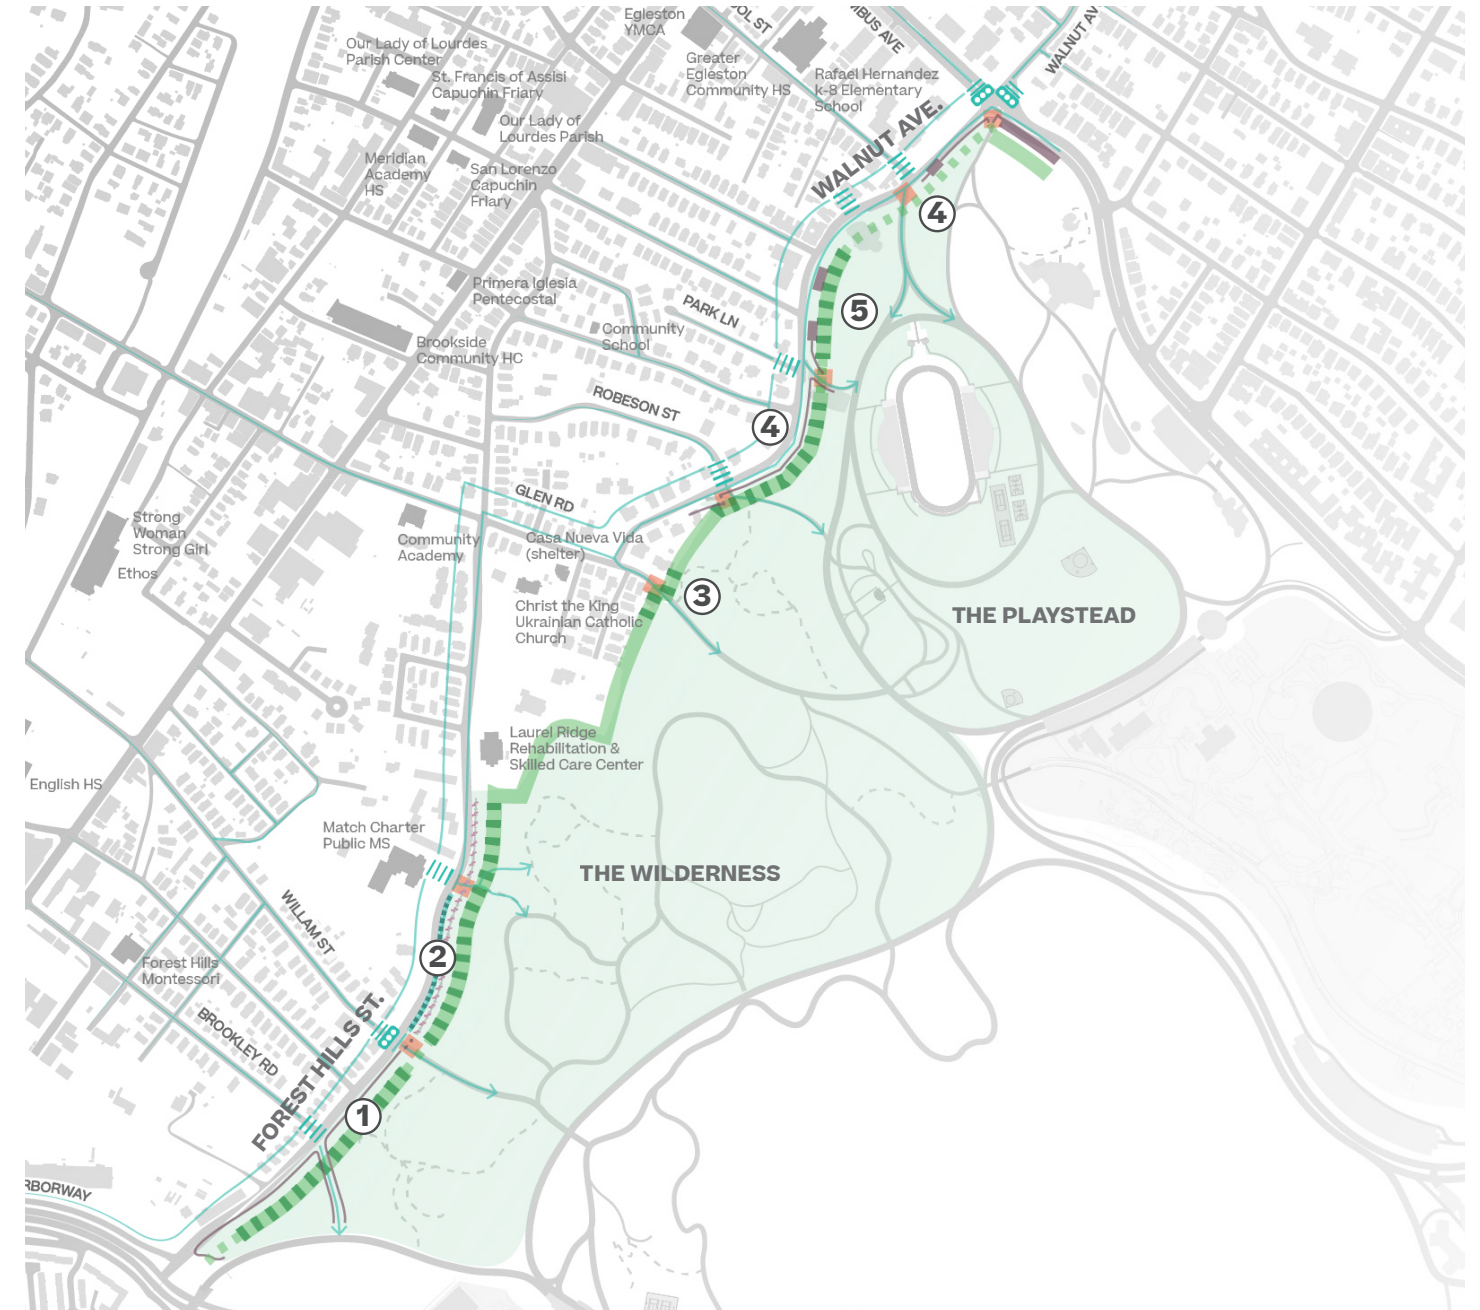 Egleston
YMCA
OL ST
MBUS AVE
WALNUT AV
Our Lady of Lourdes
Parish Center
St. Francis of Assisi
Capuchin Friary
Greater
Egleston
Community HS
Rafael Hernandez
k-8 Elementary
School
Our Lady of
Lourdes Parish
WALNUT AVE.
Meridian
Academy
HS
San Lorenzo
Capuchin
Friary
4
Primera Iglesia
Pentecostal
PARK LN
5
Community
School
Brookside
Community HC
ROBESON ST
4
GLEN RD
Strong
Woman
Strong Girl
Ethos
Community
Academy
Casa Nueva Vida
(shelter)
3
Christ the King
Ukrainian Catholic
Church
THE PLAYSTEAD
Laurel Ridge
Rehabilitation &
Skilled Care Center
English HS
Match Charter
Public MS
THE WILDERNESS
WILLAM ST
2
Forest Hills
Montessori
BROOKLEY RD
FOREST HILLS ST.
1
RBORWAY